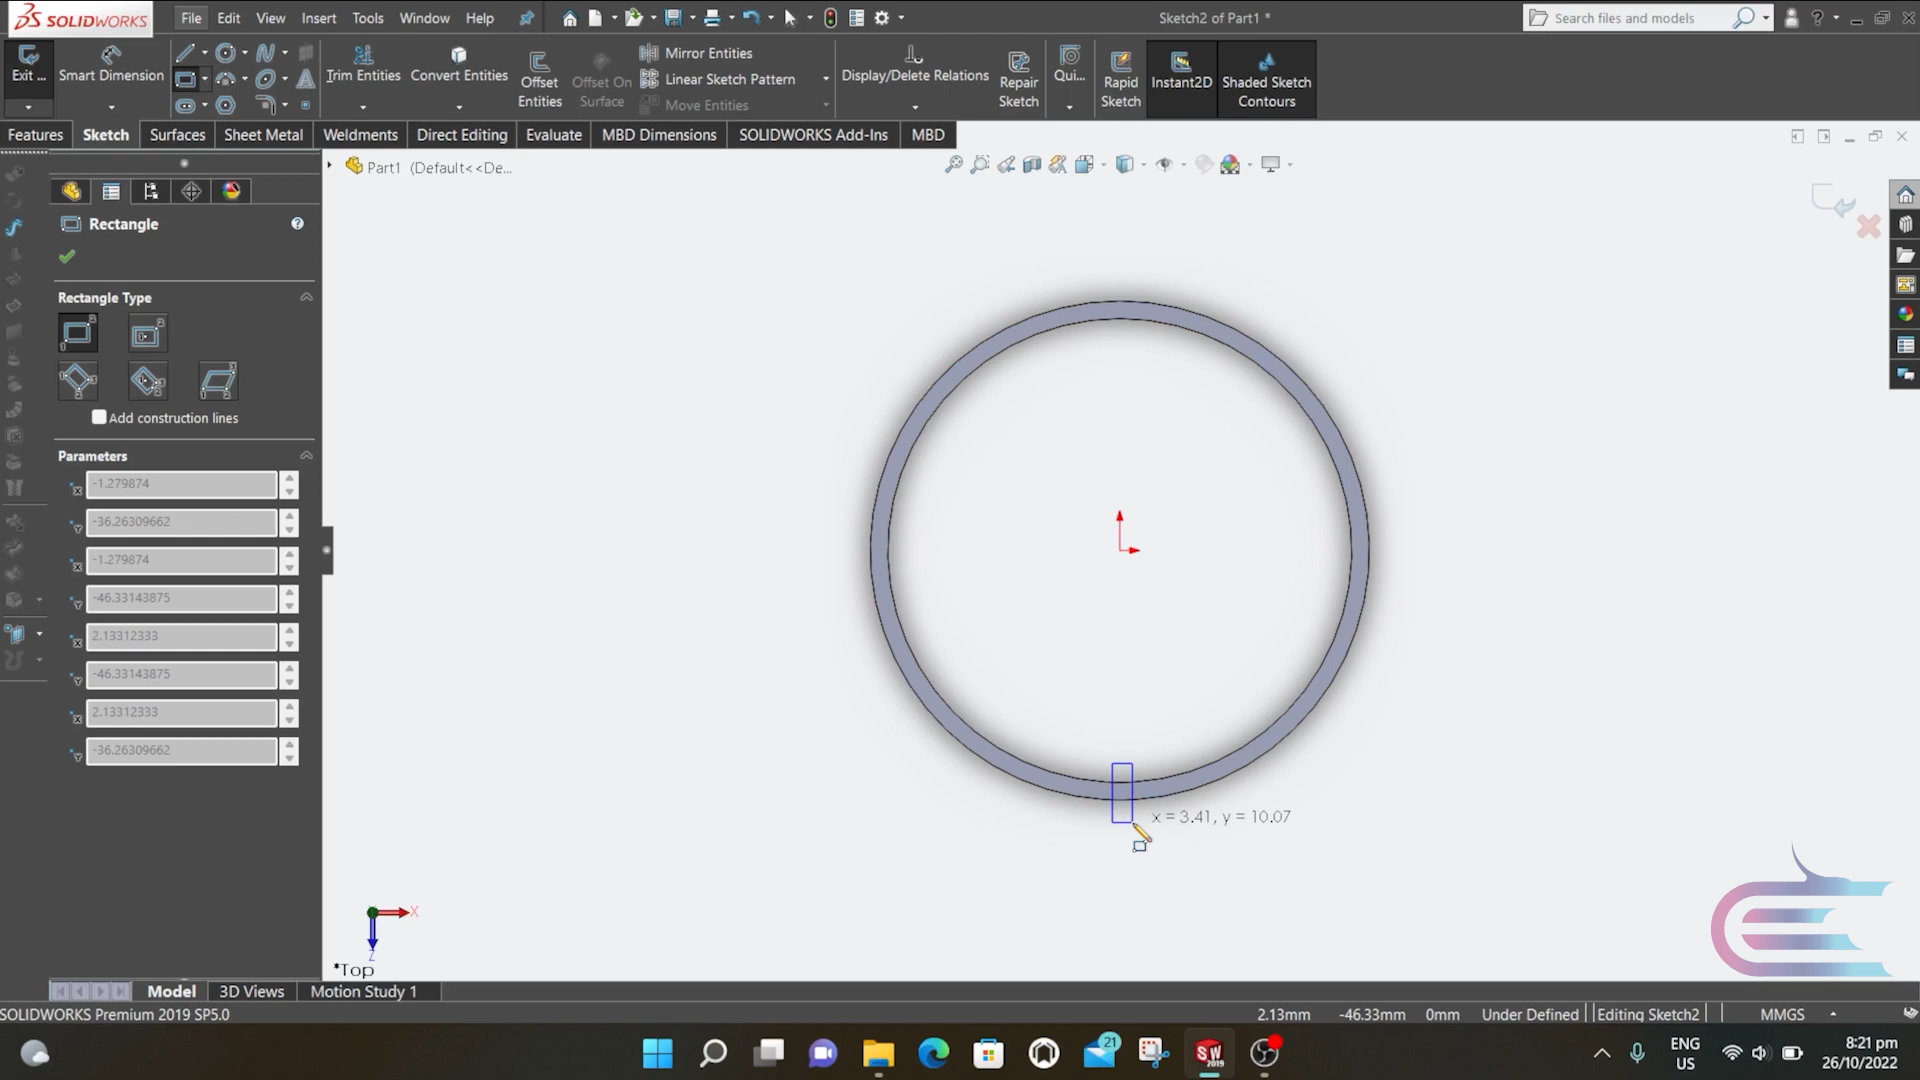 SOLIDWORKS File Edit View Insert Tools Window Help Sketch2 of Part1 * Search files and models
Exit ... Smart Dimension Trim Entities Convert Entities Offset Entities Offset On Surface Mirror Entities Linear Sketch Pattern Move Entities Display/Delete Relations Repair Sketch Qui... Rapid Sketch Instant2D Shaded Sketch Contours
Features Sketch Surfaces Sheet Metal Weldments Direct Editing Evaluate MBD Dimensions SOLIDWORKS Add-Ins MBD
Part1 (Default<<De...
Rectangle
Rectangle Type
Add construction lines
Parameters
-1.279874
-36.26309662
-1.279874
-46.33143875
2.13312333
-46.33143875
2.13312333
-36.26309662
x = 3.41, y = 10.07
X
Z
*Top
Model 3D Views Motion Study 1
SOLIDWORKS Premium 2019 SP5.0 2.13mm -46.33mm 0mm Under Defined Editing Sketch2 MMGS
21
SW
2019
ENG
US
8:21 pm
26/10/2022